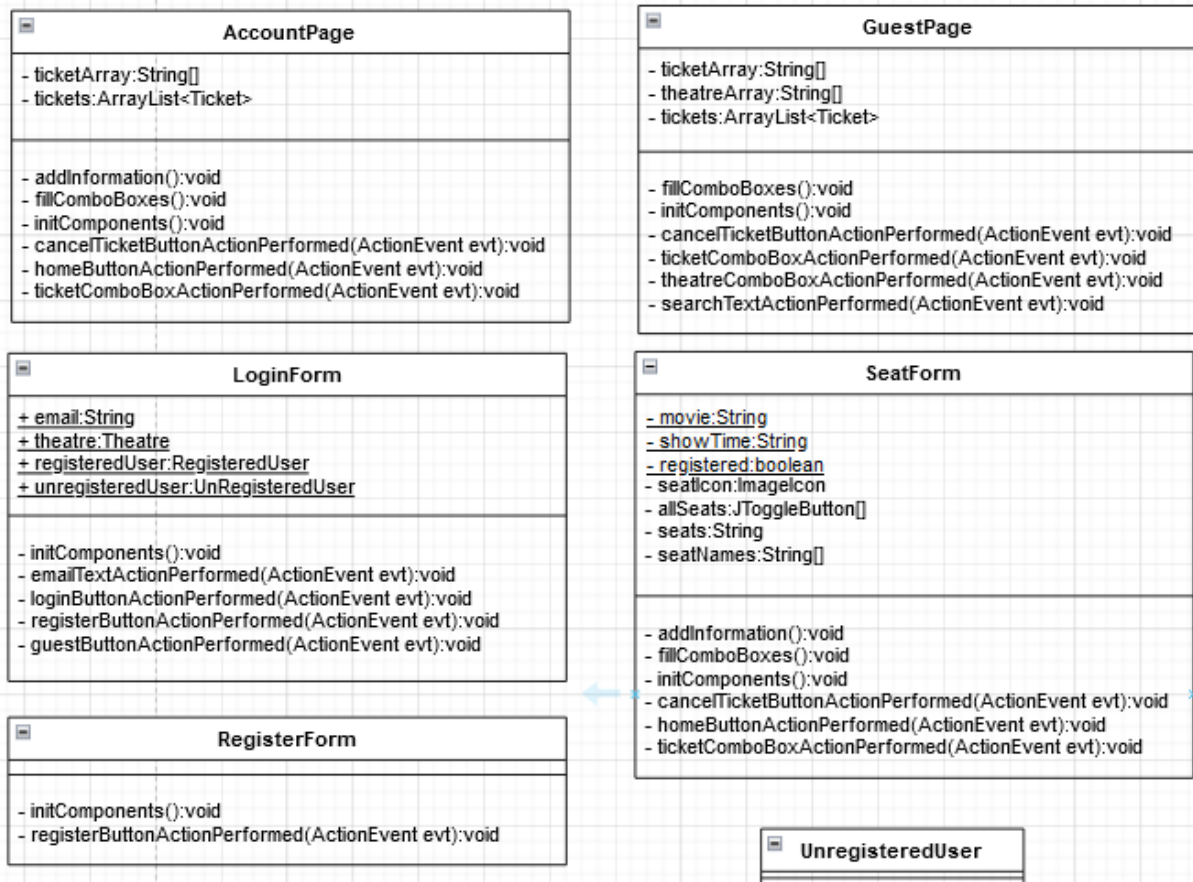 AccountPage
- ticketArray:String[]
- tickets:ArrayList<Ticket>
- addInformation():void
- fillComboBoxes():void
- initComponents():void
- cancelTicketButtonActionPerformed(ActionEvent evt):void
- homeButtonActionPerformed(ActionEvent evt):void
- ticketComboBoxActionPerformed(ActionEvent evt):void
GuestPage
- ticketArray:String[]
- theatreArray:String[]
- tickets:ArrayList<Ticket>
- fillComboBoxes():void
- initComponents():void
- cancelTicketButtonActionPerformed(ActionEvent evt):void
- ticketComboBoxActionPerformed(ActionEvent evt):void
- theatreComboBoxActionPerformed(ActionEvent evt):void
- searchTextActionPerformed(ActionEvent evt):void
LoginForm
+ email:String
+ theatre:Theatre
+ registeredUser:RegisteredUser
+ unregisteredUser:UnRegisteredUser
- initComponents():void
- emailTextActionPerformed(ActionEvent evt):void
- loginButtonActionPerformed(ActionEvent evt):void
- registerButtonActionPerformed(ActionEvent evt):void
- guestButtonActionPerformed(ActionEvent evt):void
SeatForm
- movie:String
- showTime:String
- registered:boolean
- seatIcon:ImageIcon
- allSeats:JToggleButton[]
- seats:String
- seatNames:String[]
- addInformation():void
- fillComboBoxes():void
- initComponents():void
- cancelTicketButtonActionPerformed(ActionEvent evt):void
- homeButtonActionPerformed(ActionEvent evt):void
- ticketComboBoxActionPerformed(ActionEvent evt):void
RegisterForm
- initComponents():void
- registerButtonActionPerformed(ActionEvent evt):void
UnregisteredUser